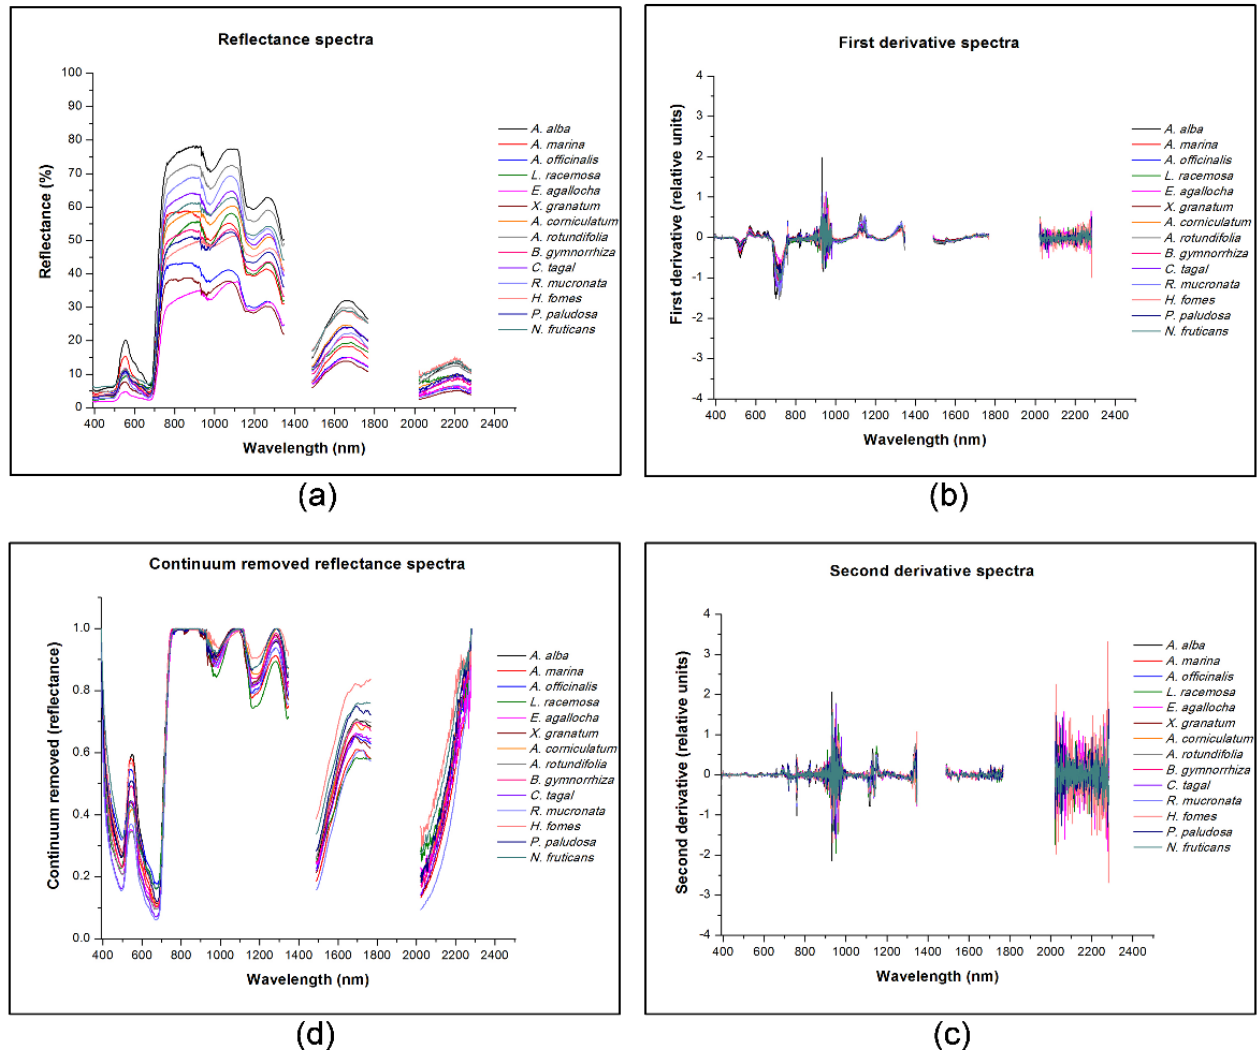 Reflectance spectra
100
90
80
70
60
50
40
30
20
10
0
Reflectance (%)
400 600 800 1000 1200 1400 1600 1800 2000 2200 2400
Wavelength (nm)
A. alba
A. marina
A. officinalis
L. racemosa
E. agallocha
X. granatum
A. corniculatum
A. rotundifolia
B. gymnorrhiza
C. tagal
R. mucronata
H. fomes
P. paludosa
N. fruticans
(a)
First derivative spectra
4
3
2
1
0
-1
-2
-3
-4
First derivative (relative units)
400 600 800 1000 1200 1400 1600 1800 2000 2200 2400
Wavelength (nm)
A. alba
A. marina
A. officinalis
L. racemosa
E. agallocha
X. granatum
A. corniculatum
A. rotundifolia
B. gymnorrhiza
C. tagal
R. mucronata
H. fomes
P. paludosa
N. fruticans
(b)
Continuum removed reflectance spectra
1.0
0.8
0.6
0.4
0.2
0.0
Continuum removed (reflectance)
400 600 800 1000 1200 1400 1600 1800 2000 2200 2400
Wavelength (nm)
A. alba
A. marina
A. officinalis
L. racemosa
E. agallocha
X. granatum
A. corniculatum
A. rotundifolia
B. gymnorrhiza
C. tagal
R. mucronata
H. fomes
P. paludosa
N. fruticans
(d)
Second derivative spectra
4
3
2
1
0
-1
-2
-3
-4
Second derivative (relative units)
400 600 800 1000 1200 1400 1600 1800 2000 2200 2400
Wavelength (nm)
A. alba
A. marina
A. officinalis
L. racemosa
E. agallocha
X. granatum
A. corniculatum
A. rotundifolia
B. gymnorrhiza
C. tagal
R. mucronata
H. fomes
P. paludosa
N. fruticans
(c)